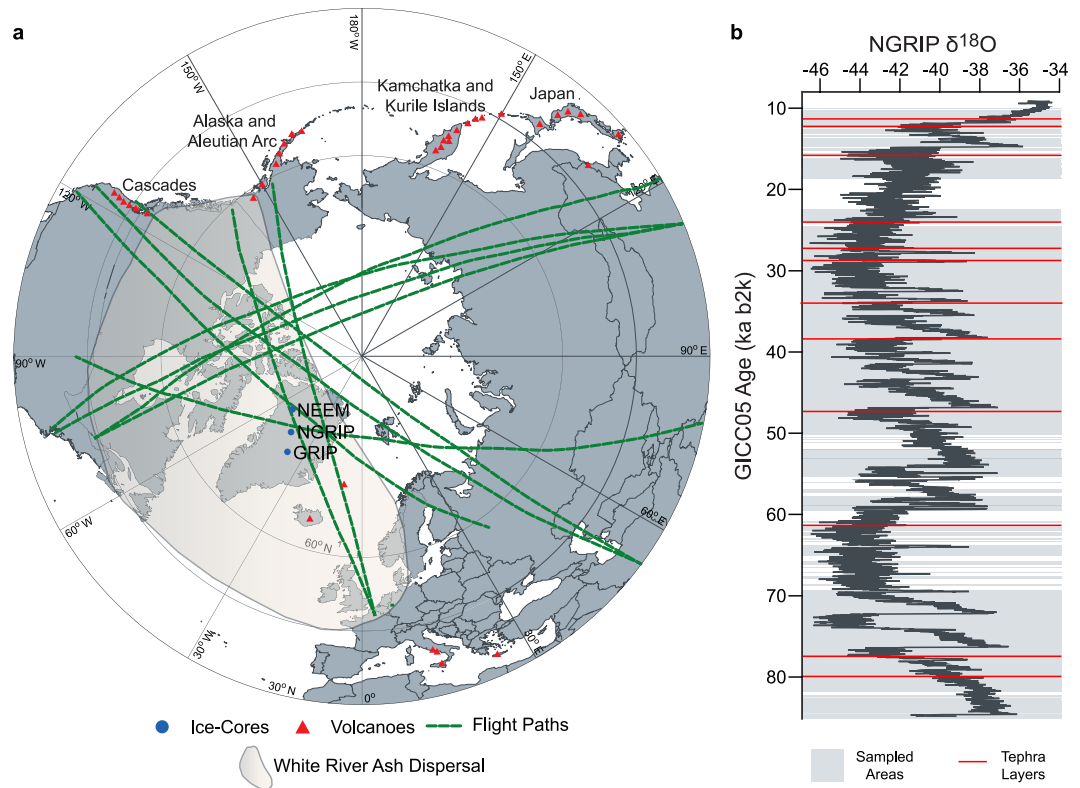 a
180° W
150° W
150° E
Kamchatka and
Kurile Islands
Japan
Alaska and
Aleutian Arc
Cascades
120° W
120° E
90° W
90° E
NEEM
NGRIP
GRIP
60° W
60° E
60° N
30° W
30° E
30° N
0°
Ice-Cores
Volcanoes
Flight Paths
White River Ash Dispersal
b
NGRIP δ18O
-46 -42 -38 -34
-44 -40 -36
GICC05 Age (ka b2k)
10
20
30
40
50
60
70
80
Sampled
Areas
Tephra
Layers